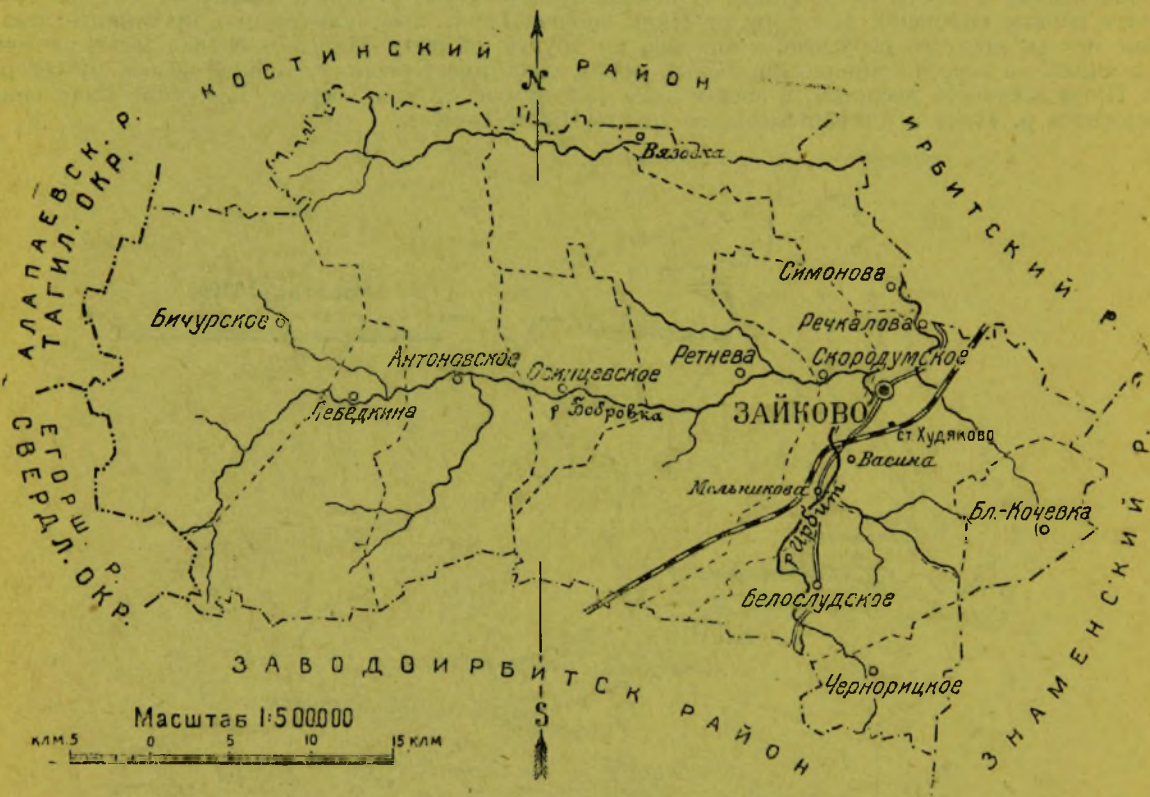 КОСТИНСКИЙ РАЙОН
N
ИРБИТСКИЙ Р.
АЛАПАЕВСК. Р.
ТАГИЛ. ОКР.
Вязовка
Симонова
Бичурское
Речкалова
Антоновское
Ретнева
Скородумское
Осинцевское
Лебедкина
р Бобровка
ЗАЙКОВО
ст. Худяково
Васина
Мельникова
р Ирбит
Бл.-Кочевка
ЕГОРШ. Р.
СВЕРДЛ. ОКР.
Белослудское
ЗНАМЕНСКИЙ Р.
ЗАВОДОИРБИТСК РАЙОН
Чернорицкое
S
Масштаб 1:500000
клм. 5 0 5 10 15 клм